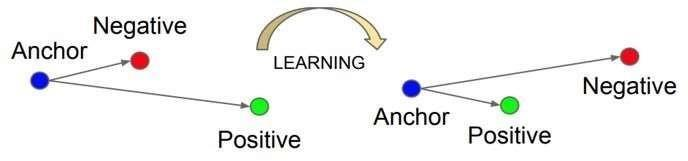 Negative
Anchor
Positive
LEARNING
Negative
Anchor
Positive